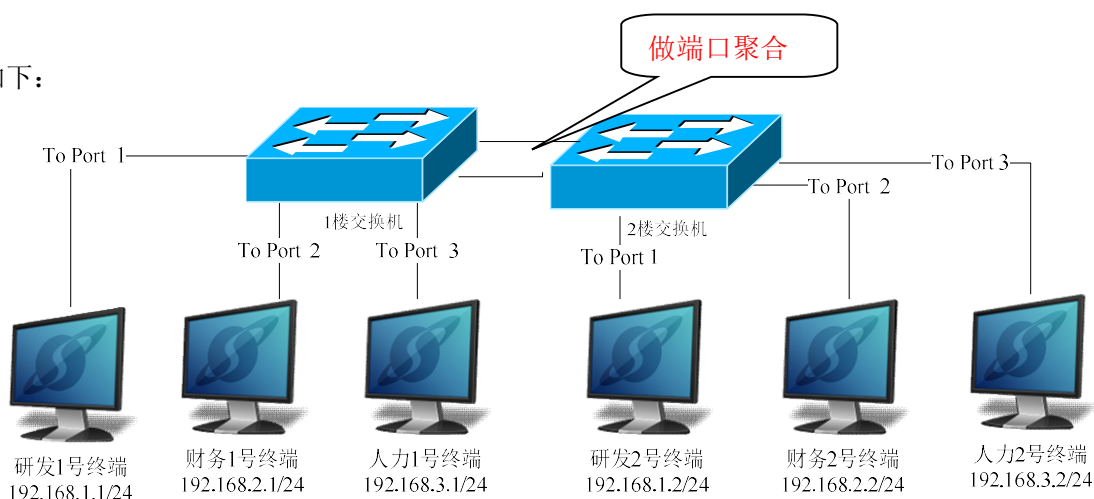 做端口聚合
如下：
To Port 1
To Port 3
To Port 2
1楼交换机
2楼交换机
To Port 2
To Port 3
To Port 1
研发1号终端
192.168.1.1/24
财务1号终端
192.168.2.1/24
人力1号终端
192.168.3.1/24
研发2号终端
192.168.1.2/24
财务2号终端
192.168.2.2/24
人力2号终端
192.168.3.2/24